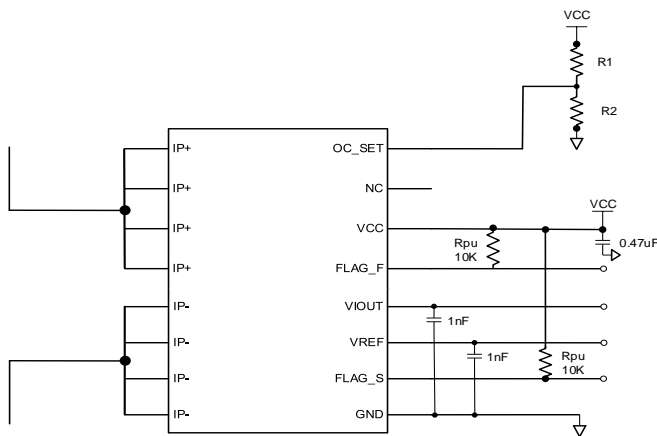 VCC
R1
R2
IP+
IP+
IP+
IP+
IP-
IP-
IP-
IP-
OC_SET
NC
VCC
FLAG_F
VIOUT
VREF
FLAG_S
GND
Rpu
10K
VCC
0.47uF
1nF
1nF
Rpu
10K